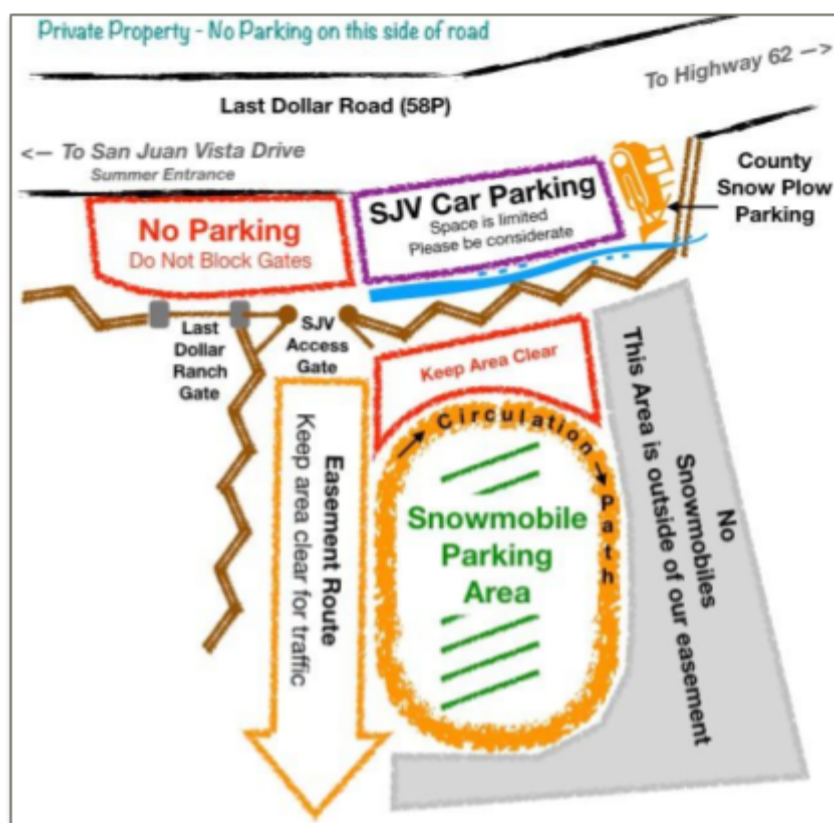 Private Property - No Parking on this side of road
To Highway 62 —>
Last Dollar Road (58P)
<— To San Juan Vista Drive
Summer Entrance
County
Snow Plow
Parking
SJV Car Parking
Space is limited
Please be considerate
No Parking
Do Not Block Gates
Last
Dollar
Ranch
Gate
SJV
Access
Gate
Keep Area Clear
Circulation Path
Snowmobile
Parking
Area
Easement Route
Keep area clear for traffic
No
Snowmobiles
This Area is outside of our easement